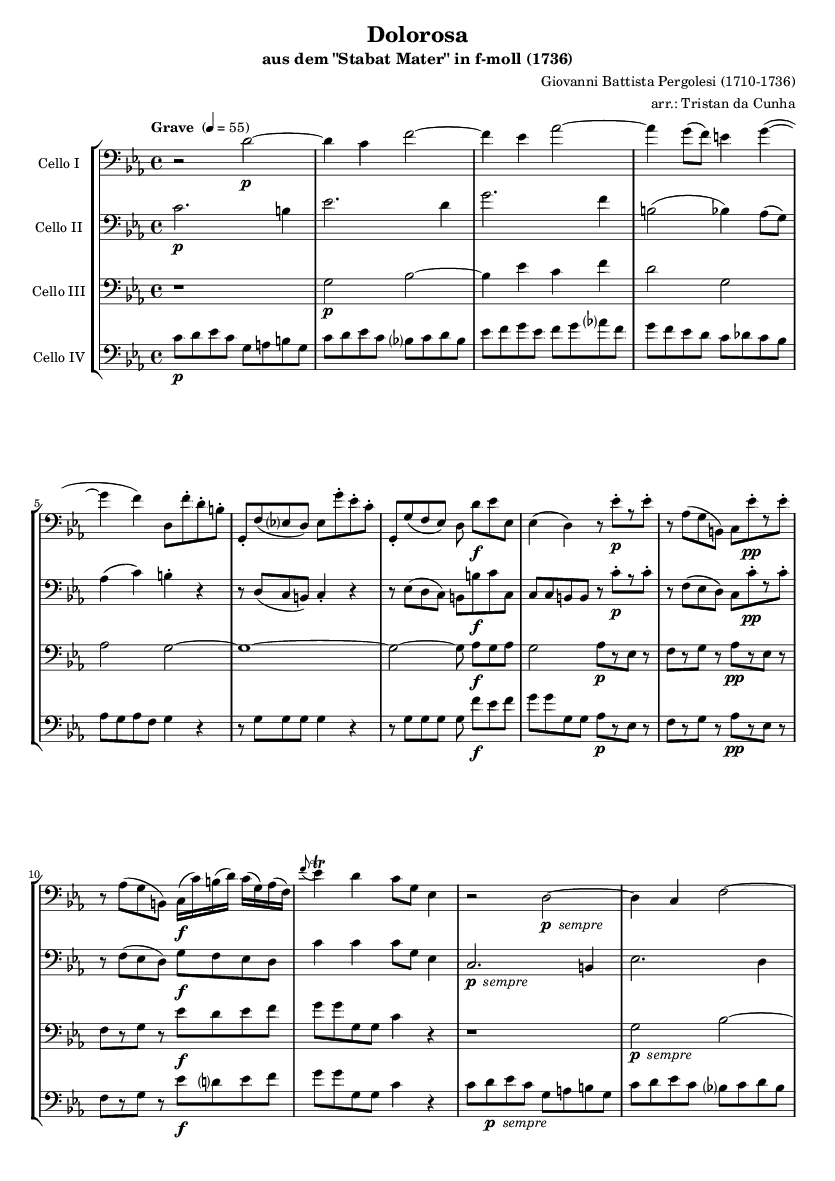 Dolorosa
aus dem "Stabat Mater" in f-moll (1736)
Giovanni Battista Pergolesi (1710-1736)
arr.: Tristan da Cunha
Grave (♩ = 55)
Cello I
p
Cello II
p
Cello III
p
Cello IV
p
5
f p pp
f p pp
f p pp
f p pp
10
f tr p sempre
f p sempre
f p sempre
f p sempre